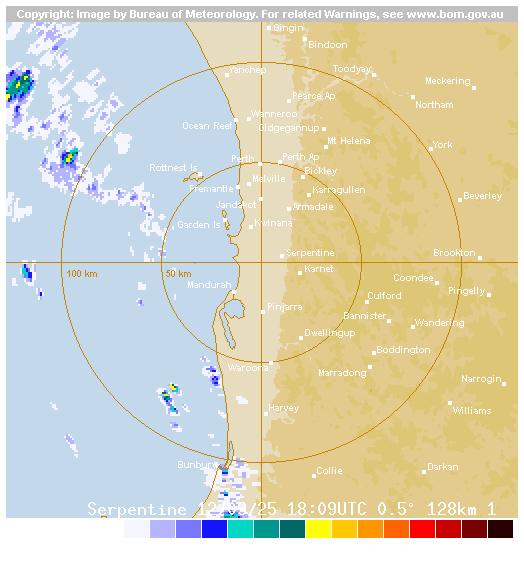 Copyright: Image by Bureau of Meteorology. For related Warnings, see www.bom.gov.au
Gingin
Bindoon
Yanchep
Toodyay
Meckering
Pearce Ap
Northam
Wanneroo
Ocean Reef
Gidgegannup
Mt Helena
York
Perth
Perth Ap
Rottnest Is
Bickley
Melville
Fremantle
Karragullen
Beverley
Jandakot
Armadale
Garden Is
Kwinana
Serpentine
Brookton
Karnet
100 km
50 km
Coondee
Mandurah
Pingelly
Culford
Pinjarra
Bannister
Wandering
Dwellingup
Boddington
Waroona
Marradong
Narrogin
Harvey
Williams
Bunbury
Collie
Darkan
18:09UTC 0.5° 128km 1
Serpentine